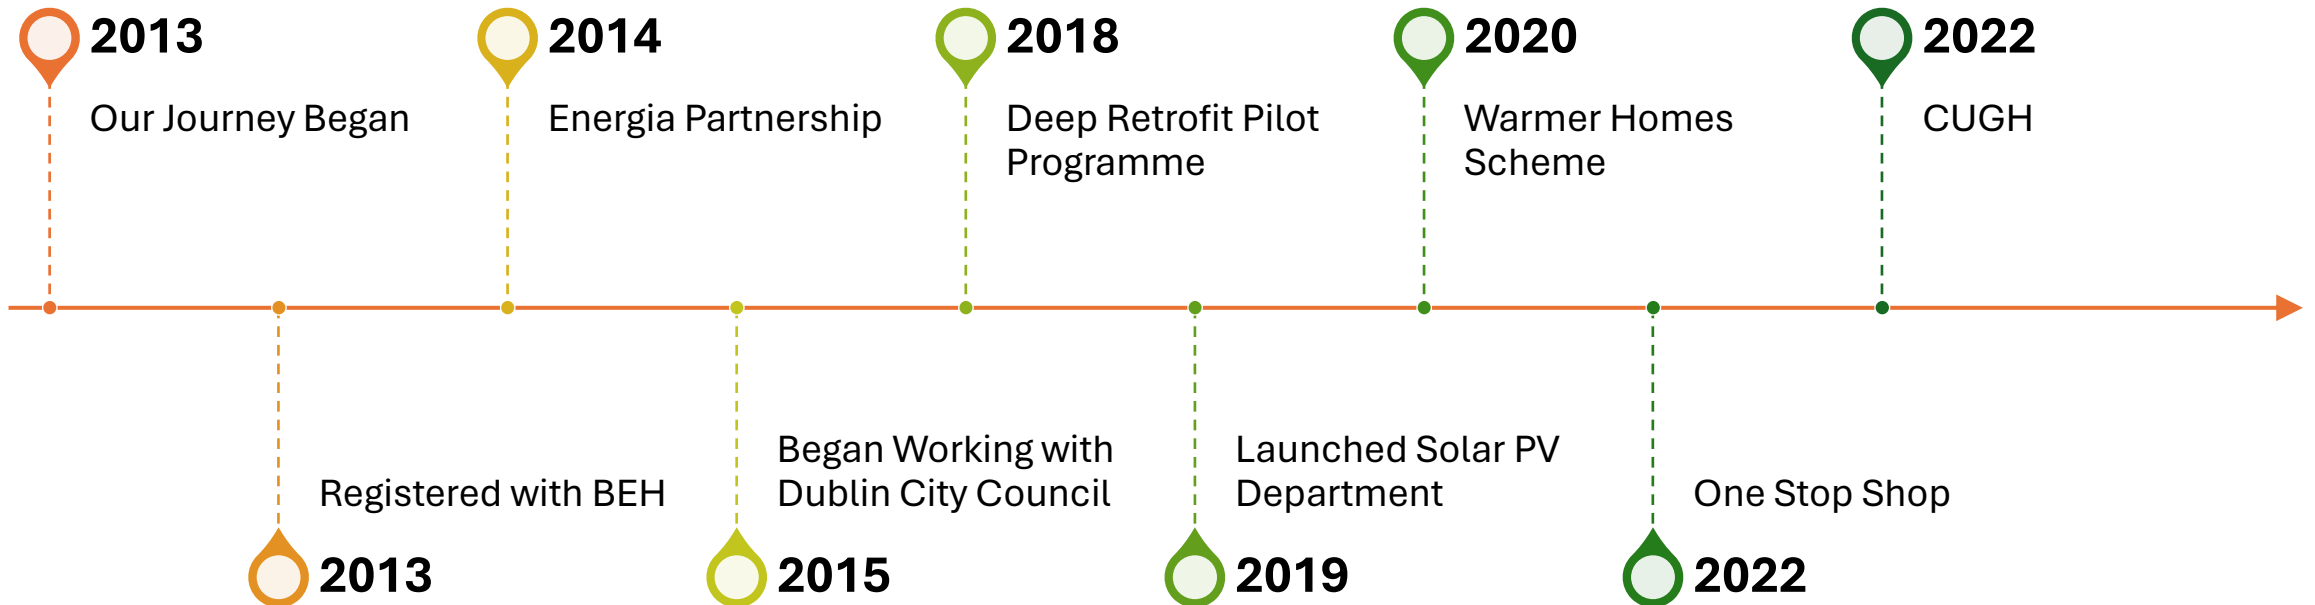 2013
Our Journey Began
2014
Energia Partnership
2018
Deep Retrofit Pilot
Programme
2020
Warmer Homes
Scheme
2022
CUGH
Registered with BEH
2013
Began Working with
Dublin City Council
2015
Launched Solar PV
Department
2019
One Stop Shop
2022